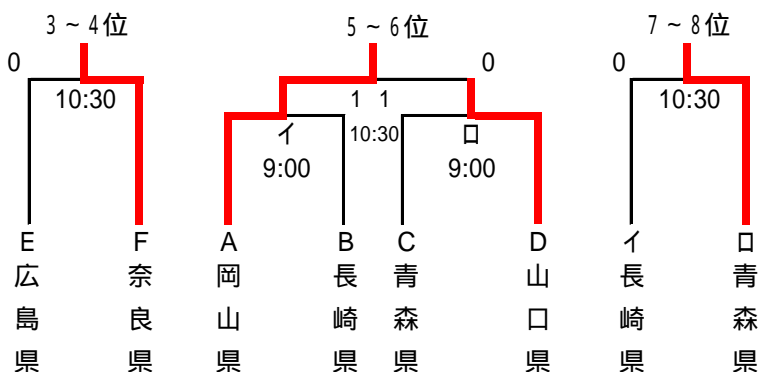 3～4位 5～6位 7～8位
0 0 0
10:30 1 1 10:30
イ 10:30 ロ
9:00 9:00
E F A B C D イ ロ
広島県 奈良県 岡山県 長崎県 青森県 山口県 長崎県 青森県